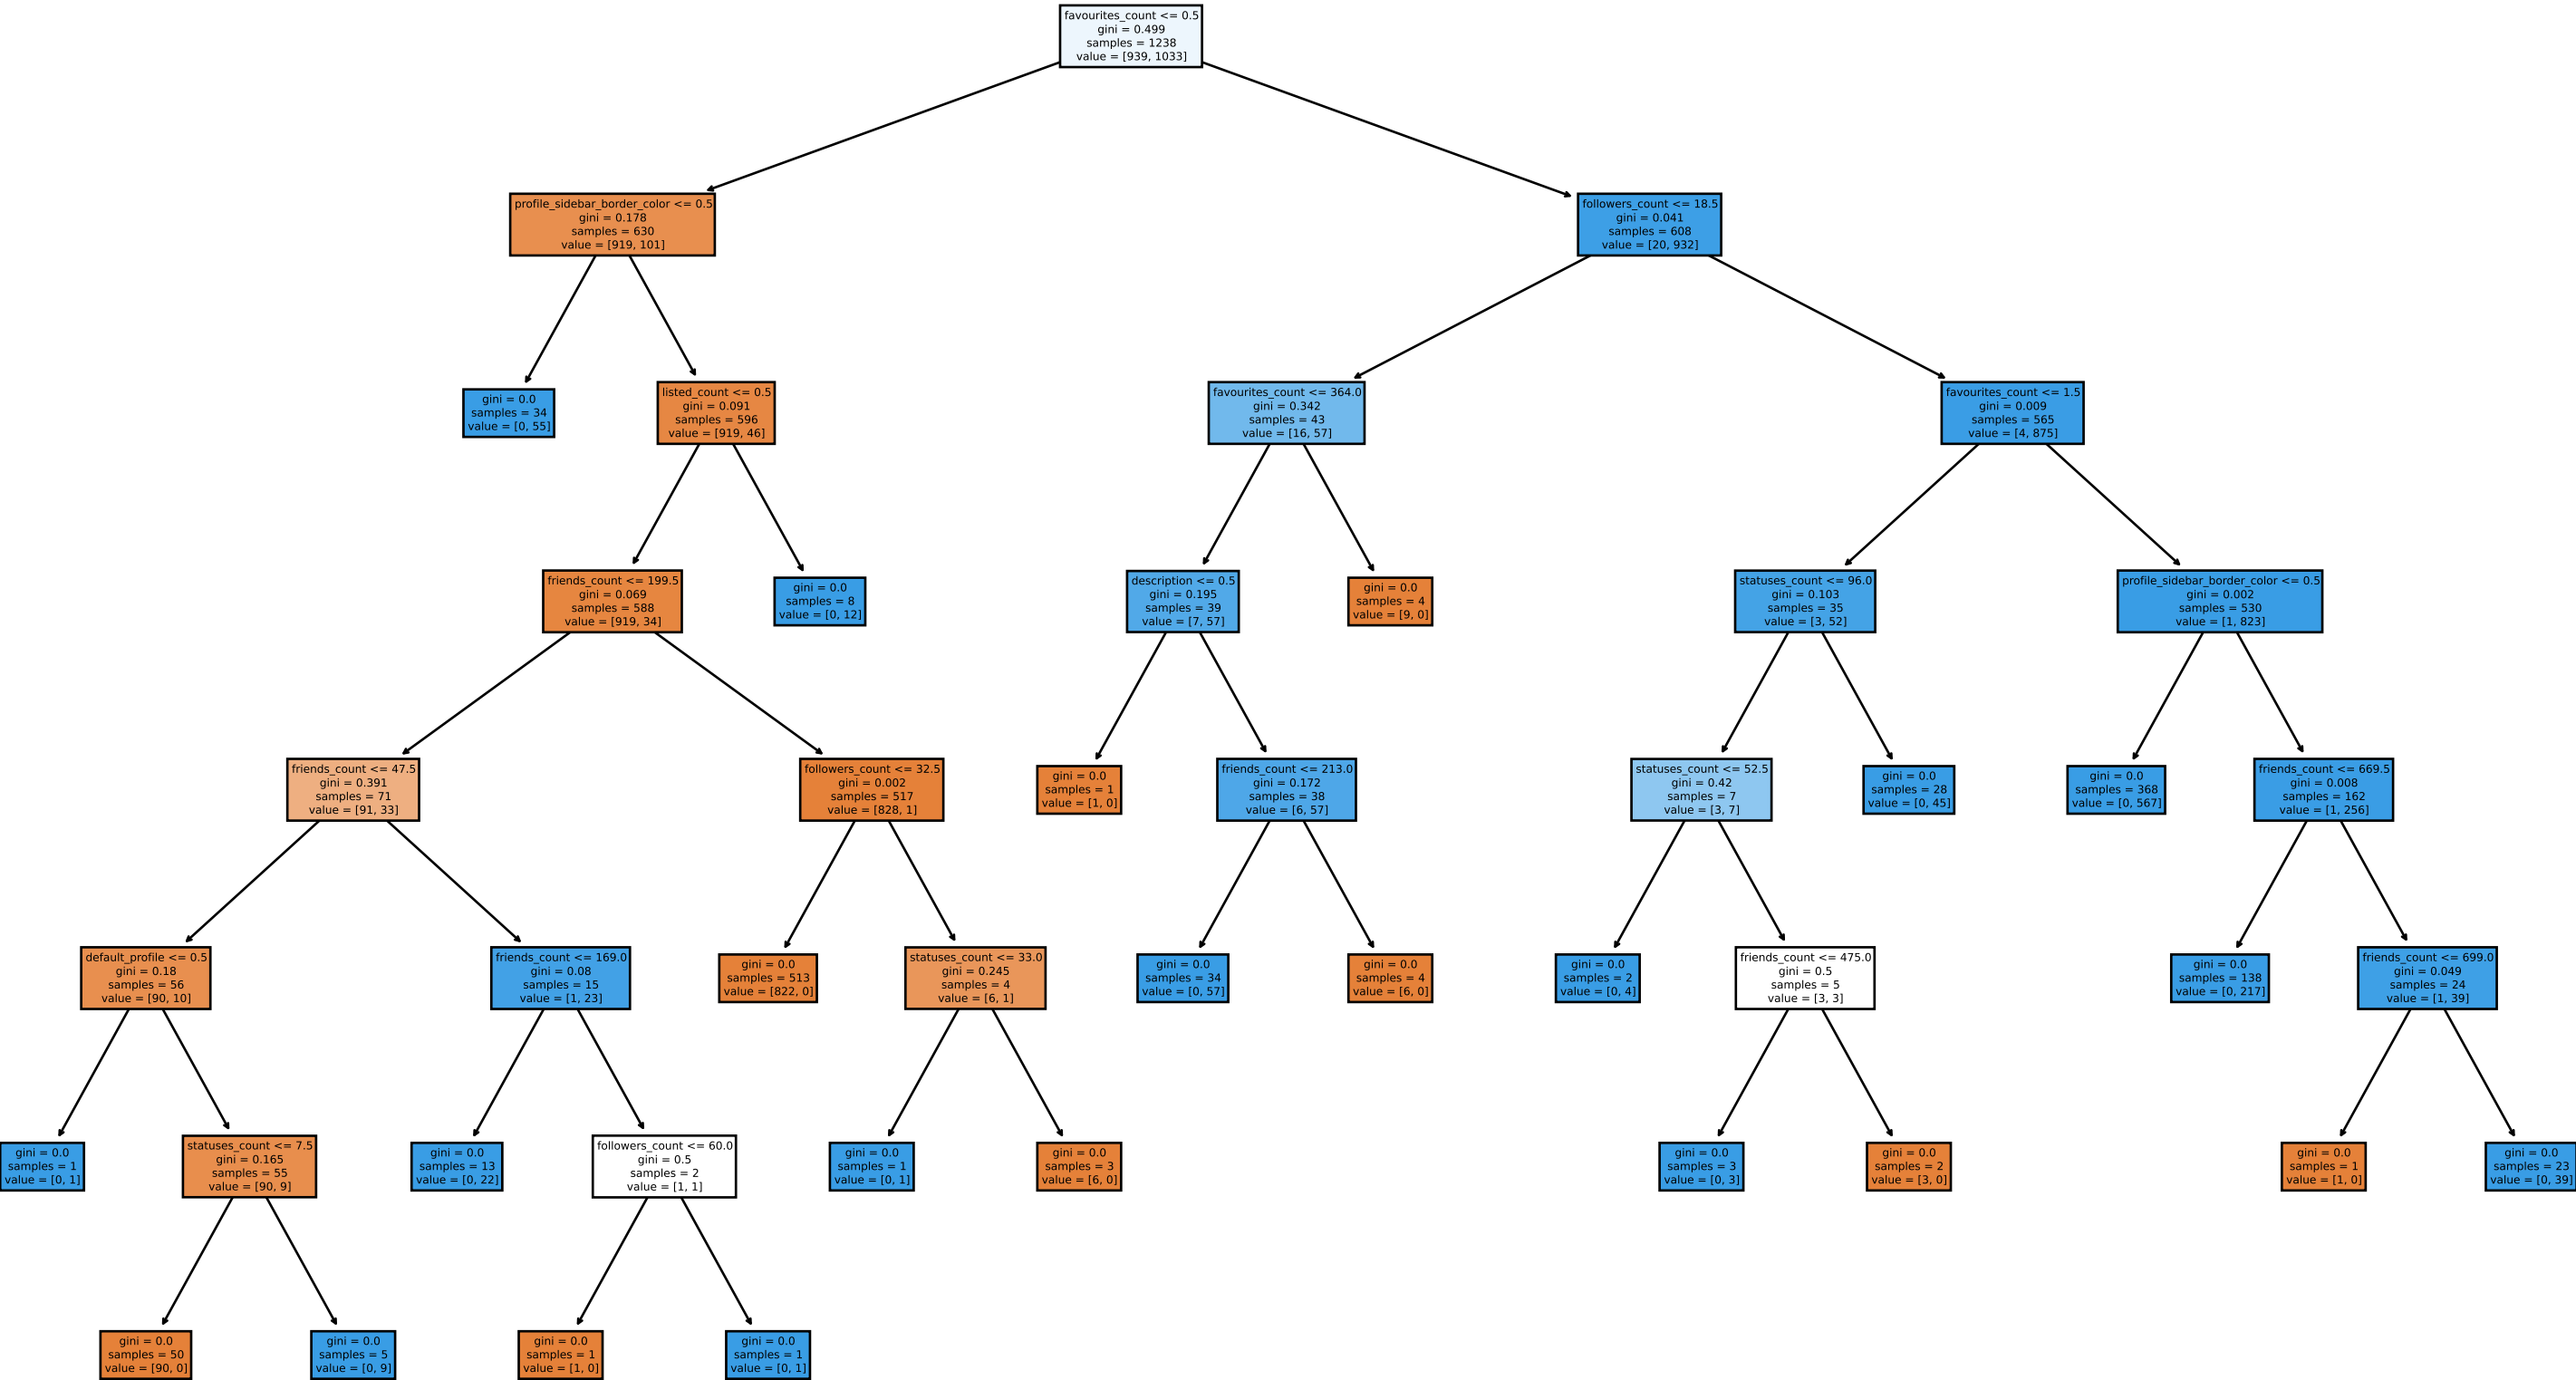 favourites_count <= 0.5
gini = 0.499
samples = 1238
value = [939, 1033]
profile_sidebar_border_color <= 0.5
gini = 0.178
samples = 630
value = [919, 101]
followers_count <= 18.5
gini = 0.041
samples = 608
value = [20, 932]
gini = 0.0
samples = 34
value = [0, 55]
listed_count <= 0.5
gini = 0.091
samples = 596
value = [919, 46]
favourites_count <= 364.0
gini = 0.342
samples = 43
value = [16, 57]
favourites_count <= 1.5
gini = 0.009
samples = 565
value = [4, 875]
friends_count <= 199.5
gini = 0.069
samples = 588
value = [919, 34]
gini = 0.0
samples = 8
value = [0, 12]
description <= 0.5
gini = 0.195
samples = 39
value = [7, 57]
gini = 0.0
samples = 4
value = [9, 0]
statuses_count <= 96.0
gini = 0.103
samples = 35
value = [3, 52]
profile_sidebar_border_color <= 0.5
gini = 0.002
samples = 530
value = [1, 823]
friends_count <= 47.5
gini = 0.391
samples = 71
value = [91, 33]
followers_count <= 32.5
gini = 0.002
samples = 517
value = [828, 1]
gini = 0.0
samples = 1
value = [1, 0]
friends_count <= 213.0
gini = 0.172
samples = 38
value = [6, 57]
statuses_count <= 52.5
gini = 0.42
samples = 7
value = [3, 7]
gini = 0.0
samples = 28
value = [0, 45]
gini = 0.0
samples = 368
value = [0, 567]
friends_count <= 669.5
gini = 0.008
samples = 162
value = [1, 256]
default_profile <= 0.5
gini = 0.18
samples = 56
value = [90, 10]
friends_count <= 169.0
gini = 0.08
samples = 15
value = [1, 23]
gini = 0.0
samples = 513
value = [822, 0]
statuses_count <= 33.0
gini = 0.245
samples = 4
value = [6, 1]
gini = 0.0
samples = 34
value = [0, 57]
gini = 0.0
samples = 4
value = [6, 0]
gini = 0.0
samples = 2
value = [0, 4]
friends_count <= 475.0
gini = 0.5
samples = 5
value = [3, 3]
gini = 0.0
samples = 138
value = [0, 217]
friends_count <= 699.0
gini = 0.049
samples = 24
value = [1, 39]
gini = 0.0
samples = 1
value = [0, 1]
statuses_count <= 7.5
gini = 0.165
samples = 55
value = [90, 9]
gini = 0.0
samples = 13
value = [0, 22]
followers_count <= 60.0
gini = 0.5
samples = 2
value = [1, 1]
gini = 0.0
samples = 1
value = [0, 1]
gini = 0.0
samples = 3
value = [6, 0]
gini = 0.0
samples = 3
value = [0, 3]
gini = 0.0
samples = 2
value = [3, 0]
gini = 0.0
samples = 1
value = [1, 0]
gini = 0.0
samples = 23
value = [0, 39]
gini = 0.0
samples = 50
value = [90, 0]
gini = 0.0
samples = 5
value = [0, 9]
gini = 0.0
samples = 1
value = [1, 0]
gini = 0.0
samples = 1
value = [0, 1]